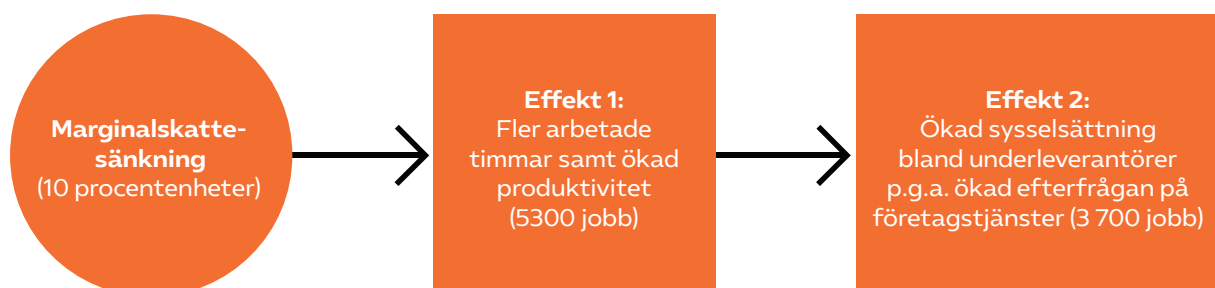 Marginalskatte-
sänkning
(10 procentenheter)
Effekt 1:
Fler arbetade
timmar samt ökad
produktivitet
(5300 jobb)
Effekt 2:
Ökad sysselsättning
bland underleverantörer
p.g.a. ökad efterfrågan på
företagstjänster (3 700 jobb)